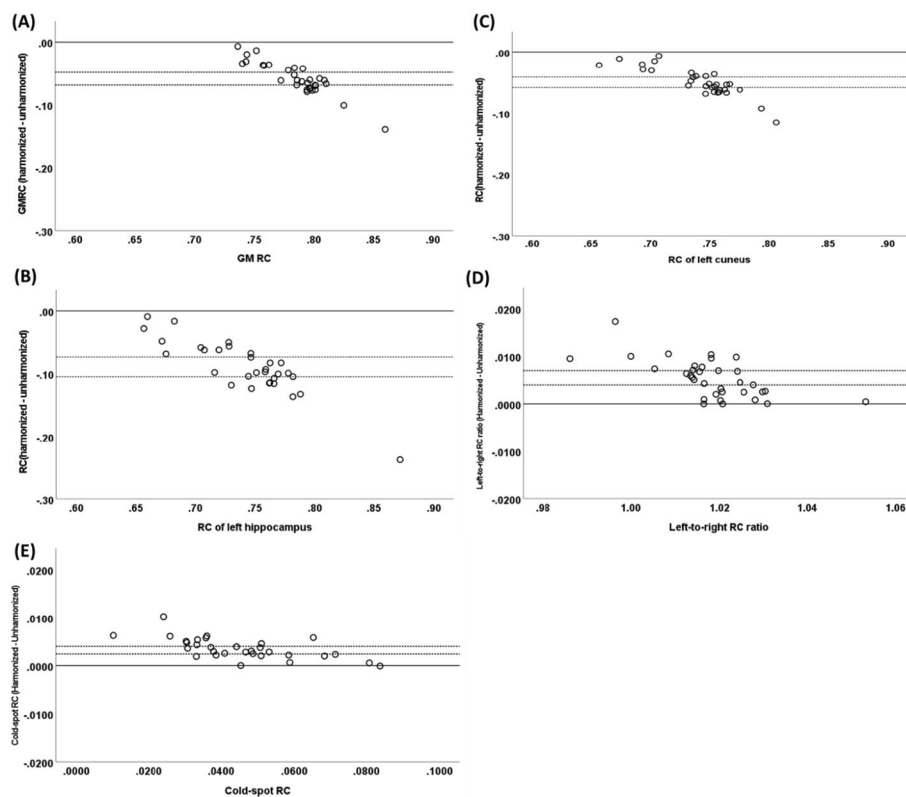 (A)
GMRC (harmonized - unharmonized)
.00
-.10
-.20
-.30
.60 .65 .70 .75 .80 .85 .90
GM RC
(B)
RC(harmonized - unharmonized)
.00
-.10
-.20
-.30
.60 .65 .70 .75 .80 .85 .90
RC of left hippocampus
(C)
RC(harmonized - unharmonized)
.00
-.10
-.20
-.30
.60 .65 .70 .75 .80 .85 .90
RC of left cuneus
(D)
Left-to-right RC ratio (Harmonized - Unharmonized)
.0200
.0100
.0000
-.0100
-.0200
.98 1.00 1.02 1.04 1.06
Left-to-right RC ratio
(E)
Cold-spot RC (Harmonized - Unharmonized)
.0200
.0100
.0000
-.0100
-.0200
.0000 .0200 .0400 .0600 .0800 .1000
Cold-spot RC